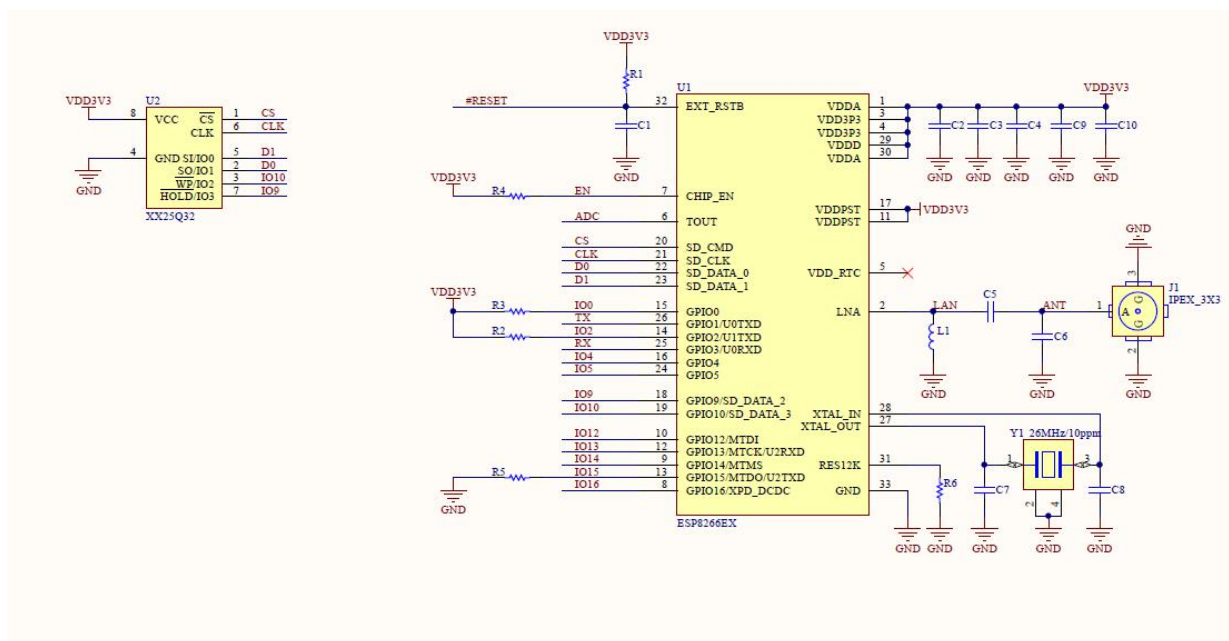 VDD3V3
U2
8
VCC
CS
1
CS
CLK
6
CLK
4
GND
SI/IO0
5
D1
SO/IO1
2
D0
WP/IO2
3
IO10
HOLD/IO3
7
IO9
GND
XX25Q32
VDD3V3
R1
#RESET
C1
GND
U1
32
EXT_RSTB
VDD3V3
R4
EN
7
CHIP_EN
ADC
6
TOUT
CS
20
SD_CMD
CLK
21
SD_CLK
D0
22
SD_DATA_0
D1
23
SD_DATA_1
VDD3V3
R3
IO0
15
GPIO0
TX
26
GPIO1/U0TXD
R2
IO2
14
GPIO2/U1TXD
RX
25
GPIO3/U0RXD
IO4
16
GPIO4
IO5
24
GPIO5
IO9
18
GPIO9/SD_DATA_2
IO10
19
GPIO10/SD_DATA_3
IO12
10
GPIO12/MTDI
IO13
12
GPIO13/MTCK/U2RXD
IO14
9
GPIO14/MTMS
R5
IO15
13
GPIO15/MTDO/U2TXD
IO16
8
GPIO16/XPD_DCDC
GND
ESP8266EX
VDDA
1
VDD3P3
3
VDD3P3
4
VDDD
29
VDDA
30
VDD3V3
C2
C3
C4
C9
C10
GND
GND
GND
GND
GND
VDDPST
17
VDDPST
11
VDD3V3
VDD_RTC
5
LNA
2
LAN
C5
ANT
L1
C6
GND
GND
GND
3
J1
IPEX_3X3
1
A
G
G
2
GND
XTAL_IN
28
XTAL_OUT
27
Y1
26MHz/10ppm
1
3
2
4
C7
C8
RES12K
31
R6
GND
33
GND
GND
GND
GND
GND